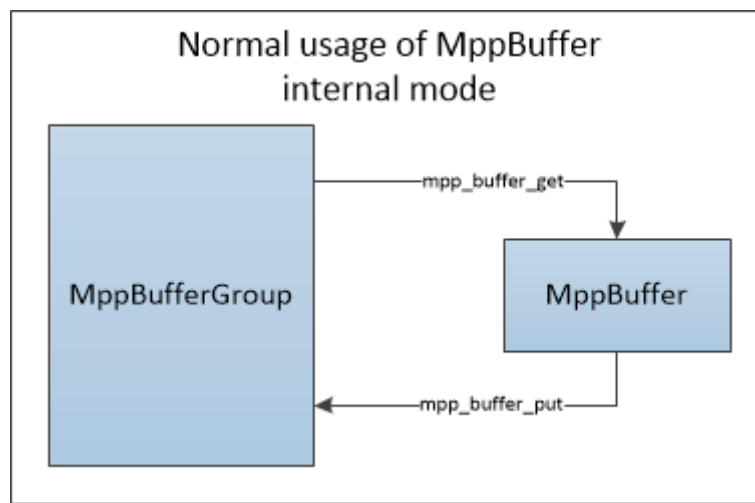 Normal usage of MppBuffer
internal mode
mpp_buffer_get
MppBufferGroup
MppBuffer
mpp_buffer_put